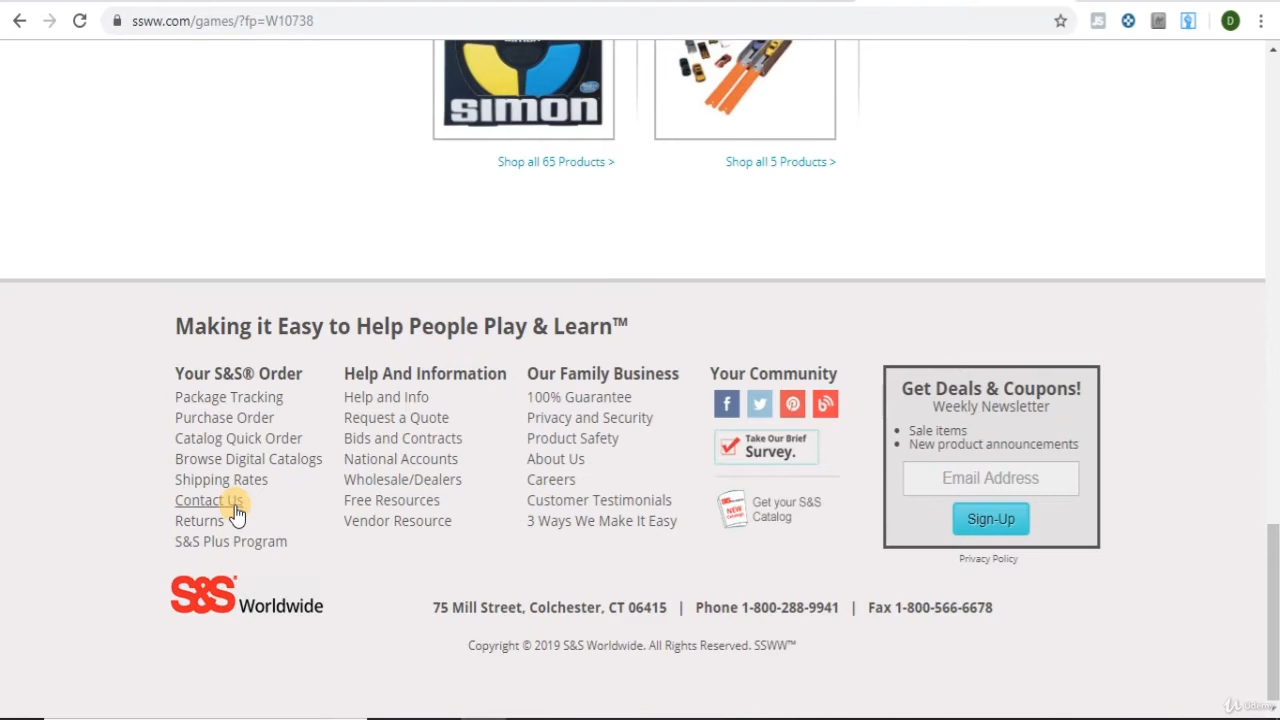 ssww.com/games/?fp=W10738
JS
D
SIMON
Shop all 65 Products >
Shop all 5 Products >
Making it Easy to Help People Play & Learn™
Your S&S® Order
Package Tracking
Purchase Order
Catalog Quick Order
Browse Digital Catalogs
Shipping Rates
Contact Us
Returns
S&S Plus Program
Help And Information
Help and Info
Request a Quote
Bids and Contracts
National Accounts
Wholesale/Dealers
Free Resources
Vendor Resource
Our Family Business
100% Guarantee
Privacy and Security
Product Safety
About Us
Careers
Customer Testimonials
3 Ways We Make It Easy
Your Community
Take Our Brief
Survey.
NEW
Get your S&S
Catalog
Get Deals & Coupons!
Weekly Newsletter
Sale items
New product announcements
Email Address
Sign-Up
Privacy Policy
S&S® Worldwide
75 Mill Street, Colchester, CT 06415 | Phone 1-800-288-9941 | Fax 1-800-566-6678
Copyright © 2019 S&S Worldwide. All Rights Reserved. SSWW™
Udemy